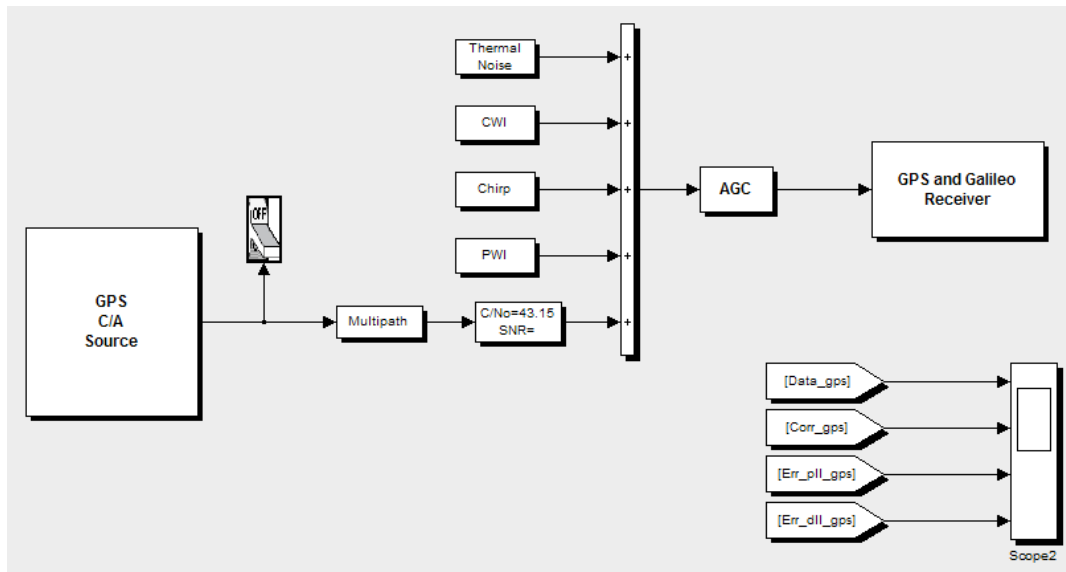 Thermal
Noise
CWI
Chirp
PWI
C/No=43.15
SNR=
+
+
+
+
+
AGC
GPS and Galileo
Receiver
OFF
GPS
C/A
Source
Multipath
[Data_gps]
[Corr_gps]
[Err_pll_gps]
[Err_dll_gps]
Scope2